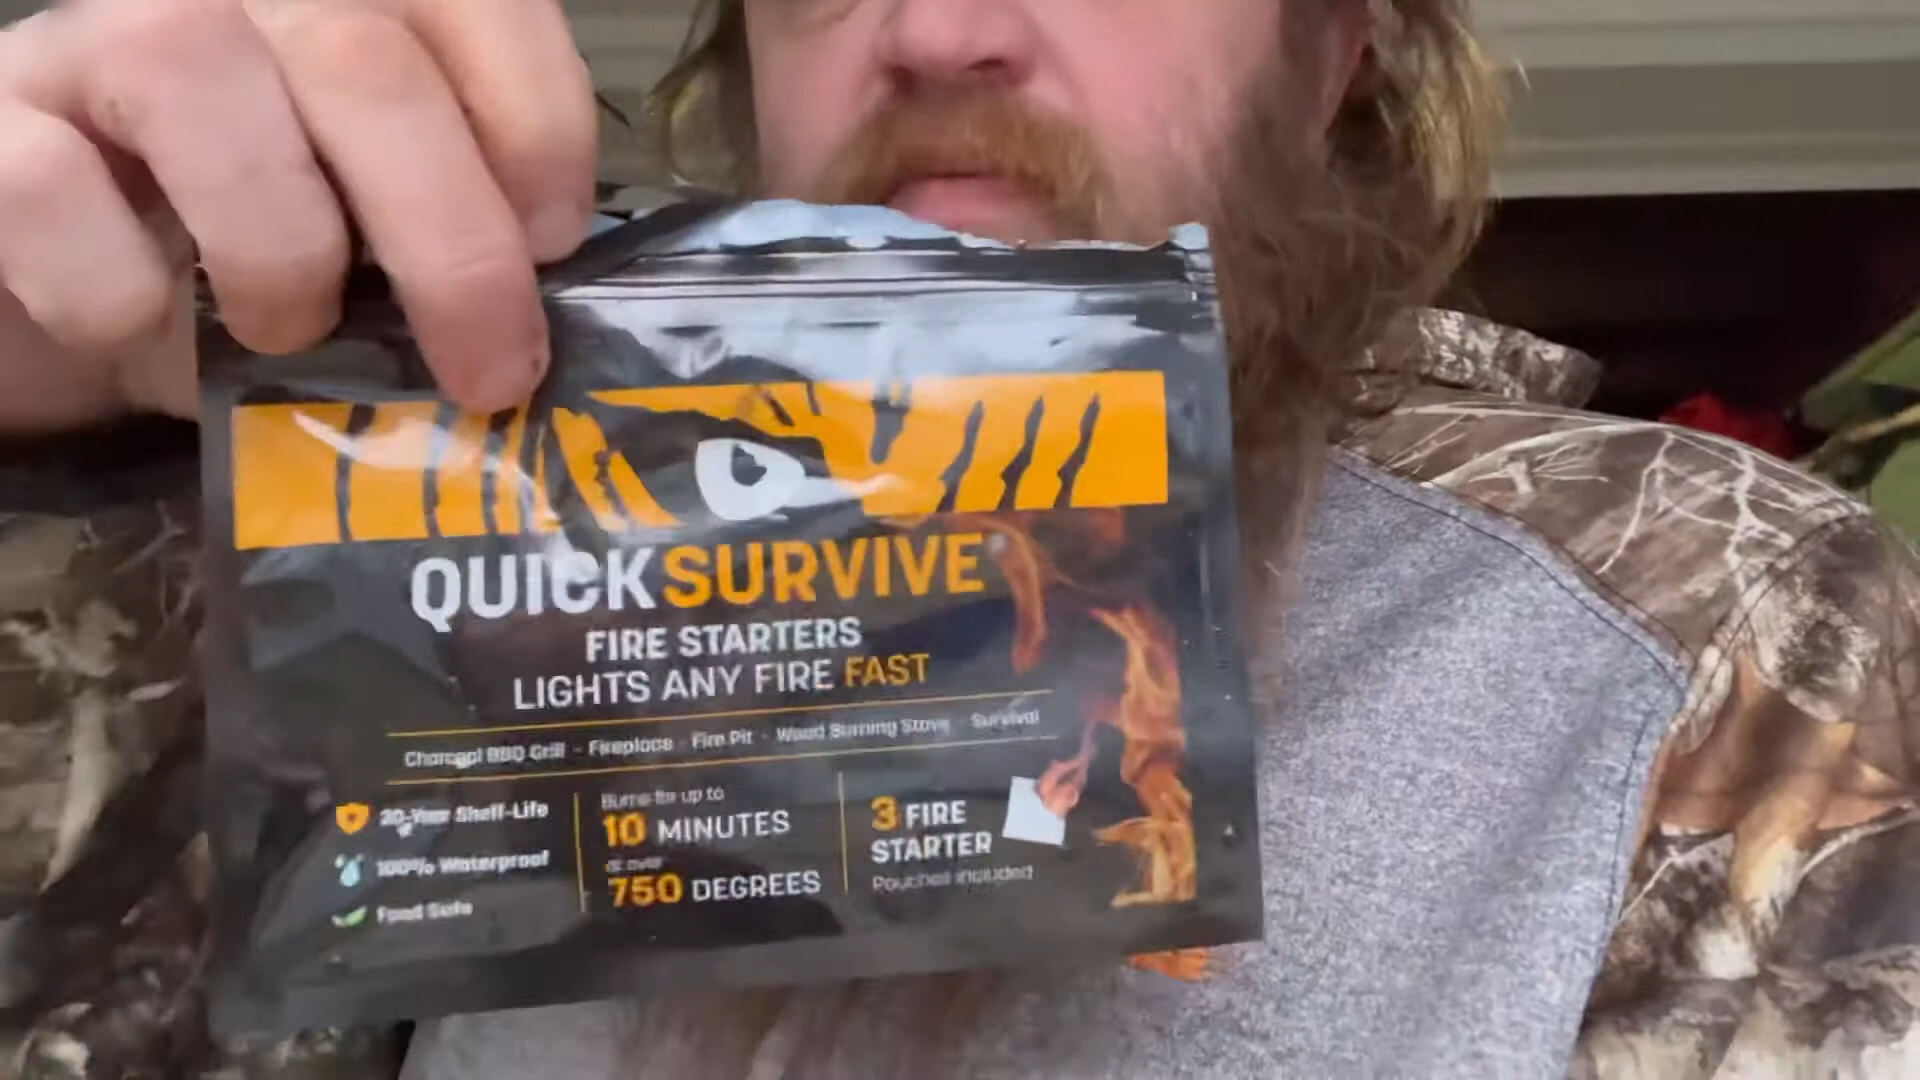 QUICKSURVIVE
FIRE STARTERS
LIGHTS ANY FIRE FAST
Charcoal BBQ Grill - Fireplace - Fire Pit - Wood Burning Stove - Survival
20-Year Shelf-Life
100% Waterproof
Food Safe
Burns for up to
10 MINUTES
at over
750 DEGREES
3 FIRE
STARTER
Pouches Included